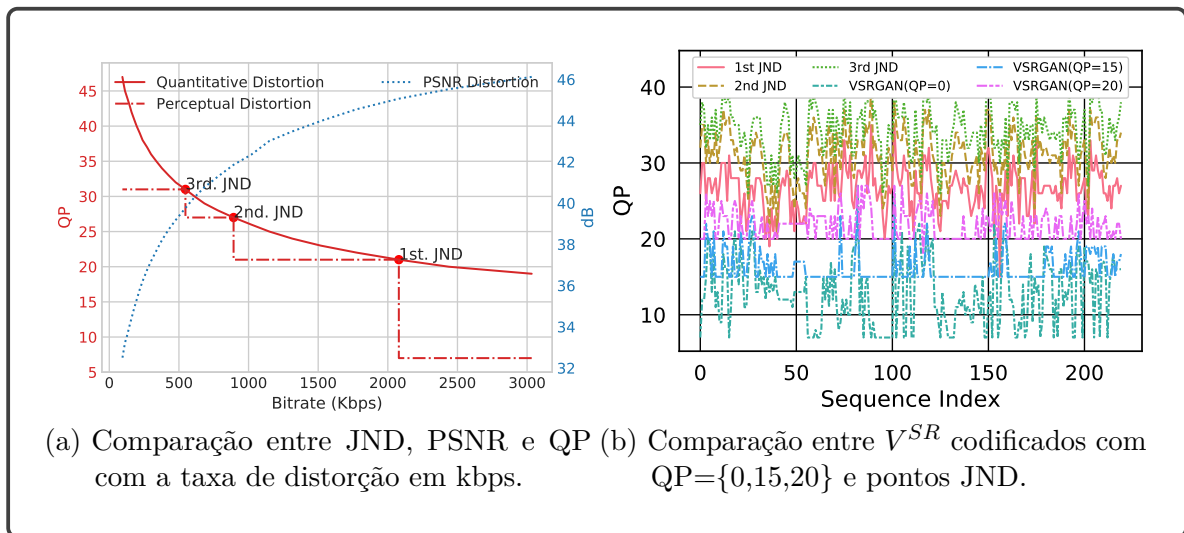 Quantitative Distortion
Perceptual Distortion
PSNR Distortion
45
40
35
30
25
20
15
10
5
QP
46
44
42
40
38
36
34
32
dB
3rd. JND
2nd. JND
1st. JND
0
500
1000
1500
2000
2500
3000
Bitrate (Kbps)
(a) Comparação entre JND, PSNR e QP
com a taxa de distorção em kbps.
1st JND
2nd JND
3rd JND
VSRGAN(QP=0)
VSRGAN(QP=15)
VSRGAN(QP=20)
40
30
20
10
QP
0
50
100
150
200
Sequence Index
(b) Comparação entre V^{SR} codificados com
QP={0,15,20} e pontos JND.